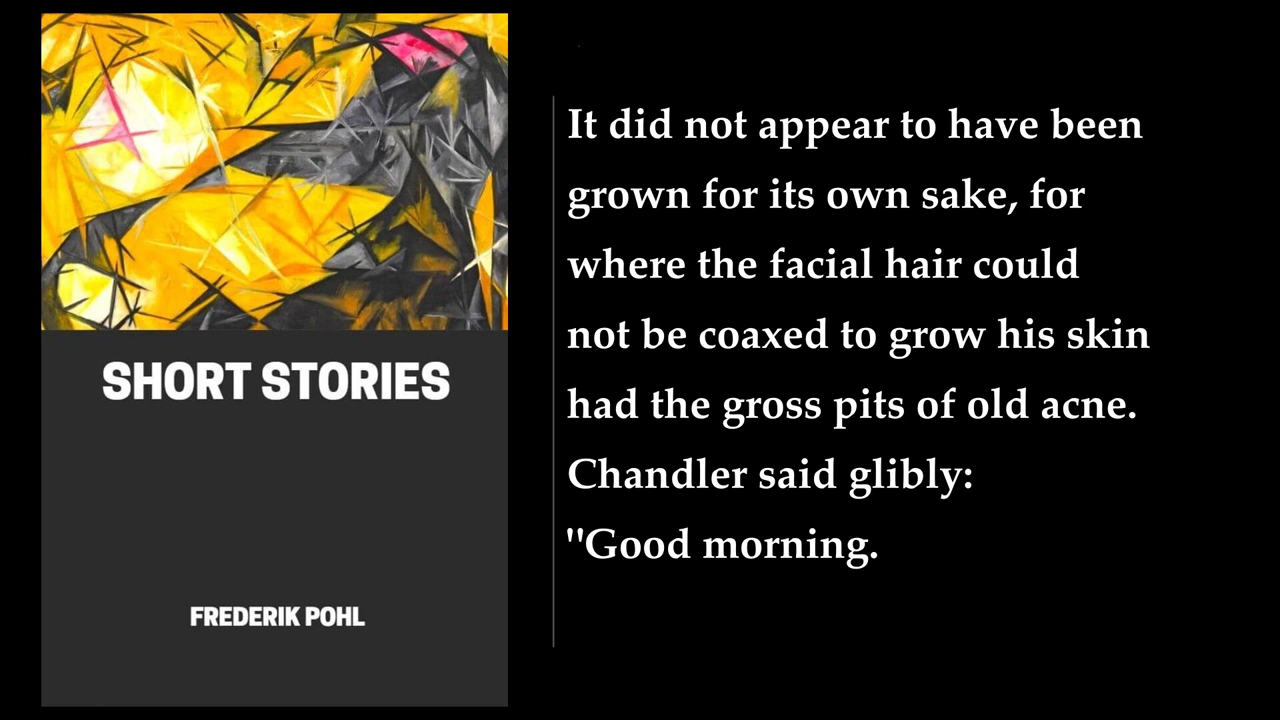 SHORT STORIES
FREDERIK POHL
It did not appear to have been
grown for its own sake, for
where the facial hair could
not be coaxed to grow his skin
had the gross pits of old acne.
Chandler said glibly:
"Good morning.